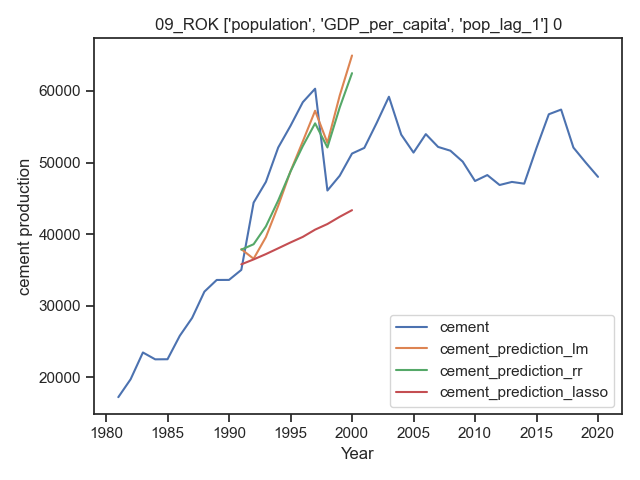 09_ROK ['population', 'GDP_per_capita', 'pop_lag_1'] 0
60000
50000
40000
30000
20000
cement production
1980
1985
1990
1995
2000
2005
2010
2015
2020
Year
cement
cement_prediction_lm
cement_prediction_rr
cement_prediction_lasso